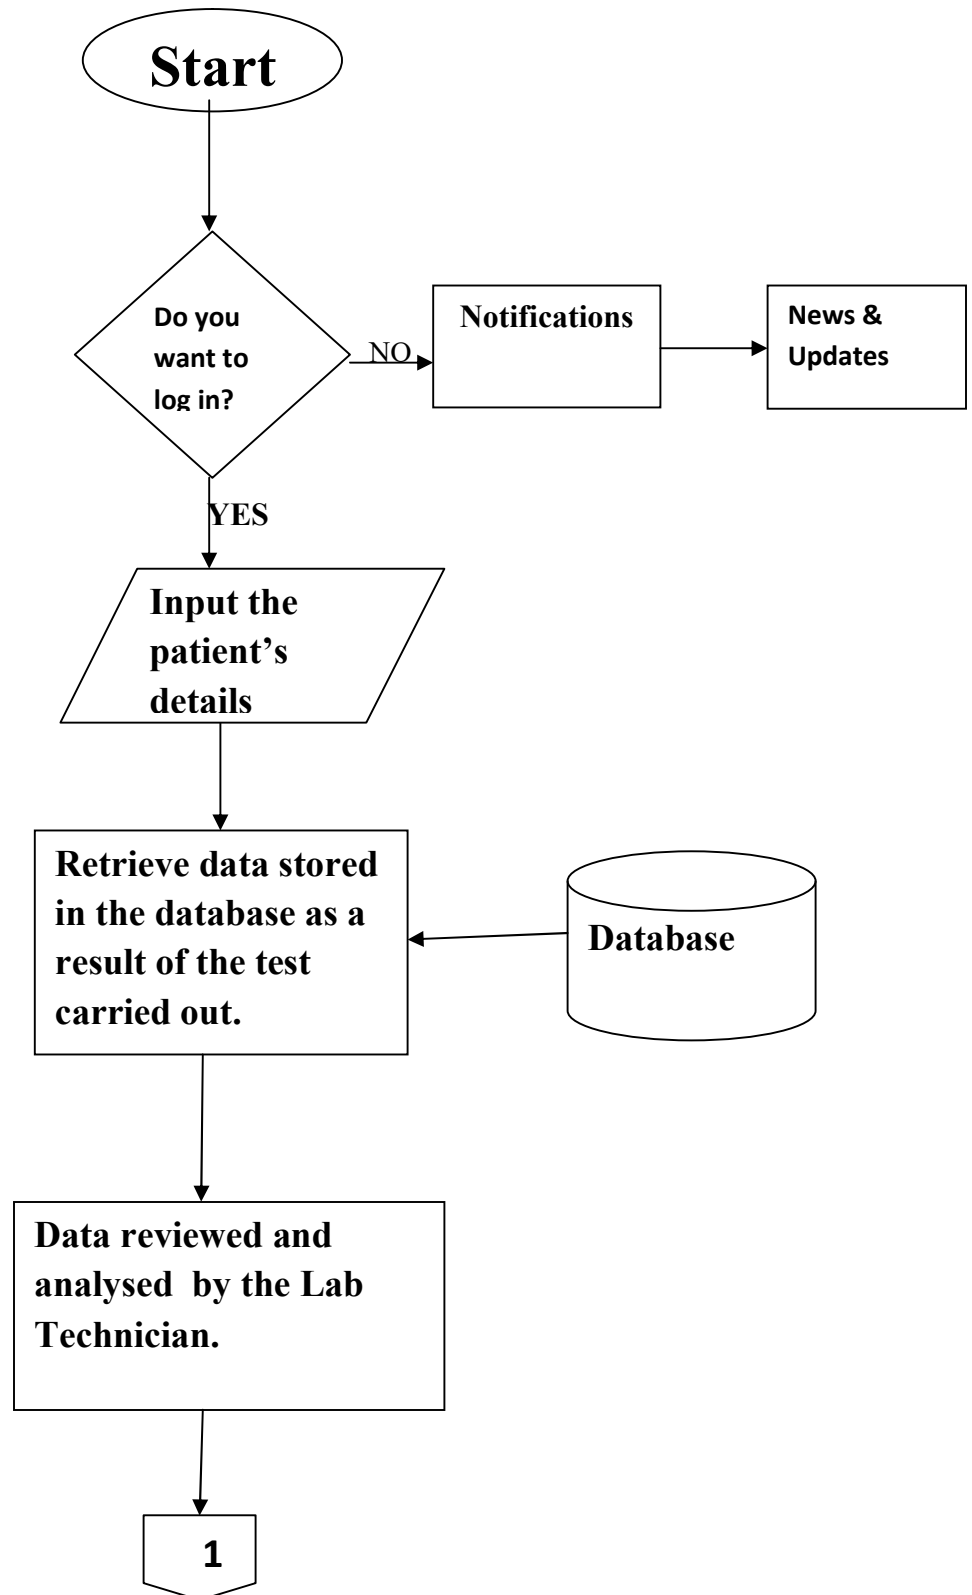 Start
Do you
want to
log in?
NO
Notifications
News &
Updates
YES
Input the
patient’s
details
Retrieve data stored
in the database as a
result of the test
carried out.
Database
Data reviewed and
analysed  by the Lab
Technician.
1